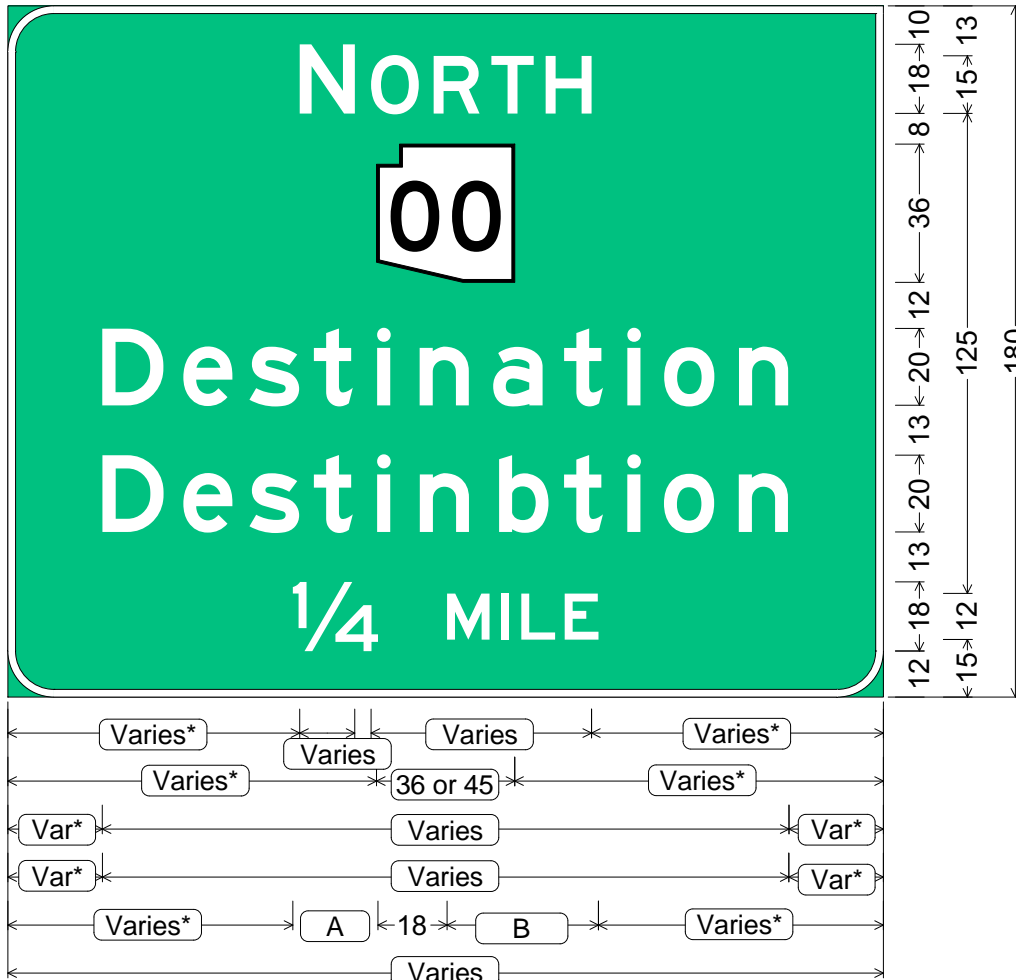 NORTH
00
Destination
Destinbtion
1/4 MILE
10 18 8 36 12 20 13 20 13 18 12
13 15 125 12 15
180
Varies* Varies Varies Varies*
Varies* 36 or 45 Varies*
Var* Varies Var*
Var* Varies Var*
Varies* A 18 B Varies*
Varies